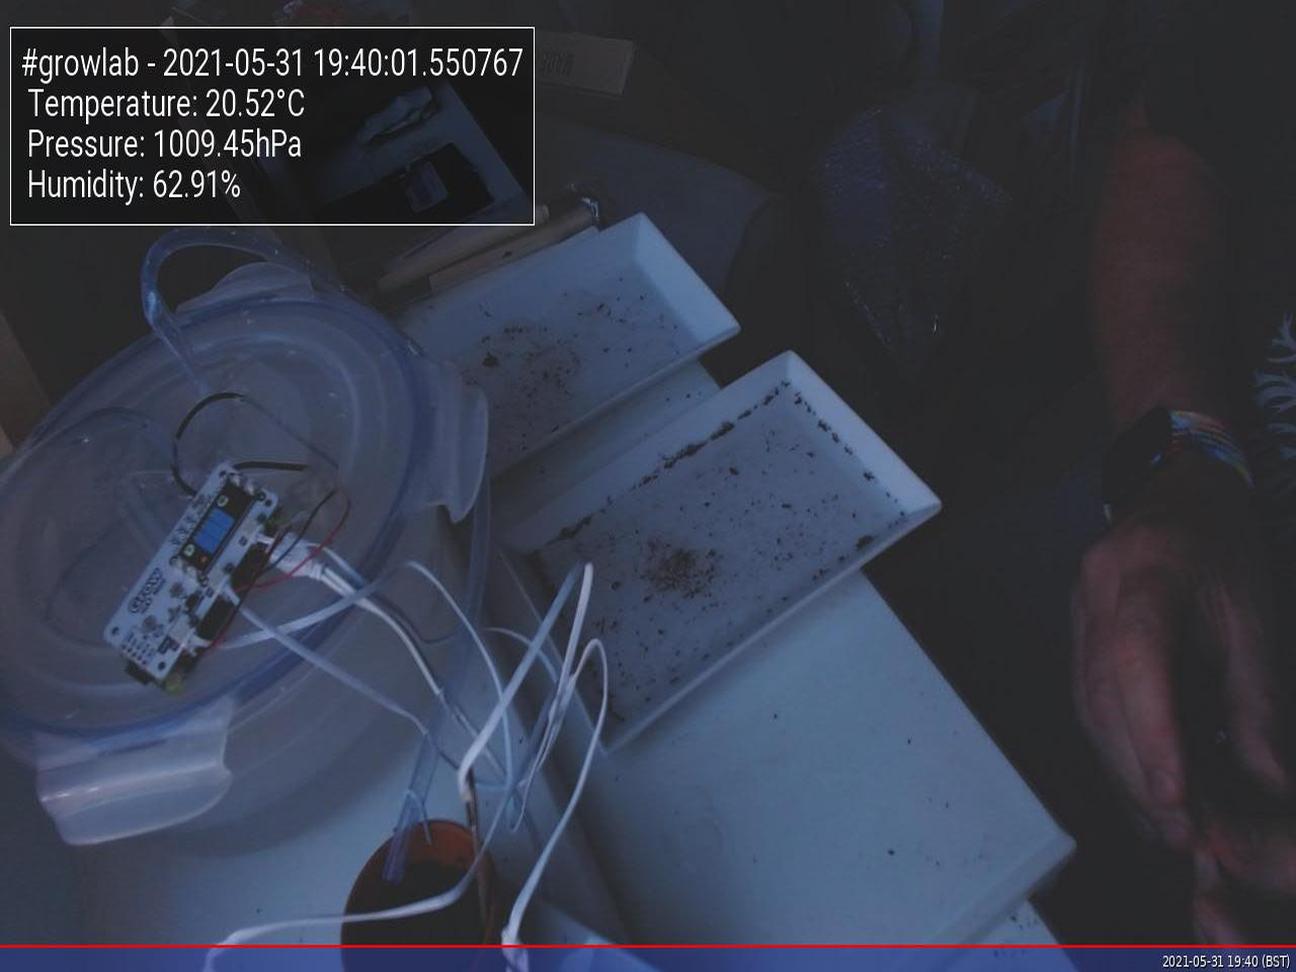 #growlab - 2021-05-31 19:40:01.550767
Temperature: 20.52°C
Pressure: 1009.45hPa
Humidity: 62.91%
GROW
2021-05-31 19:40 (BST)